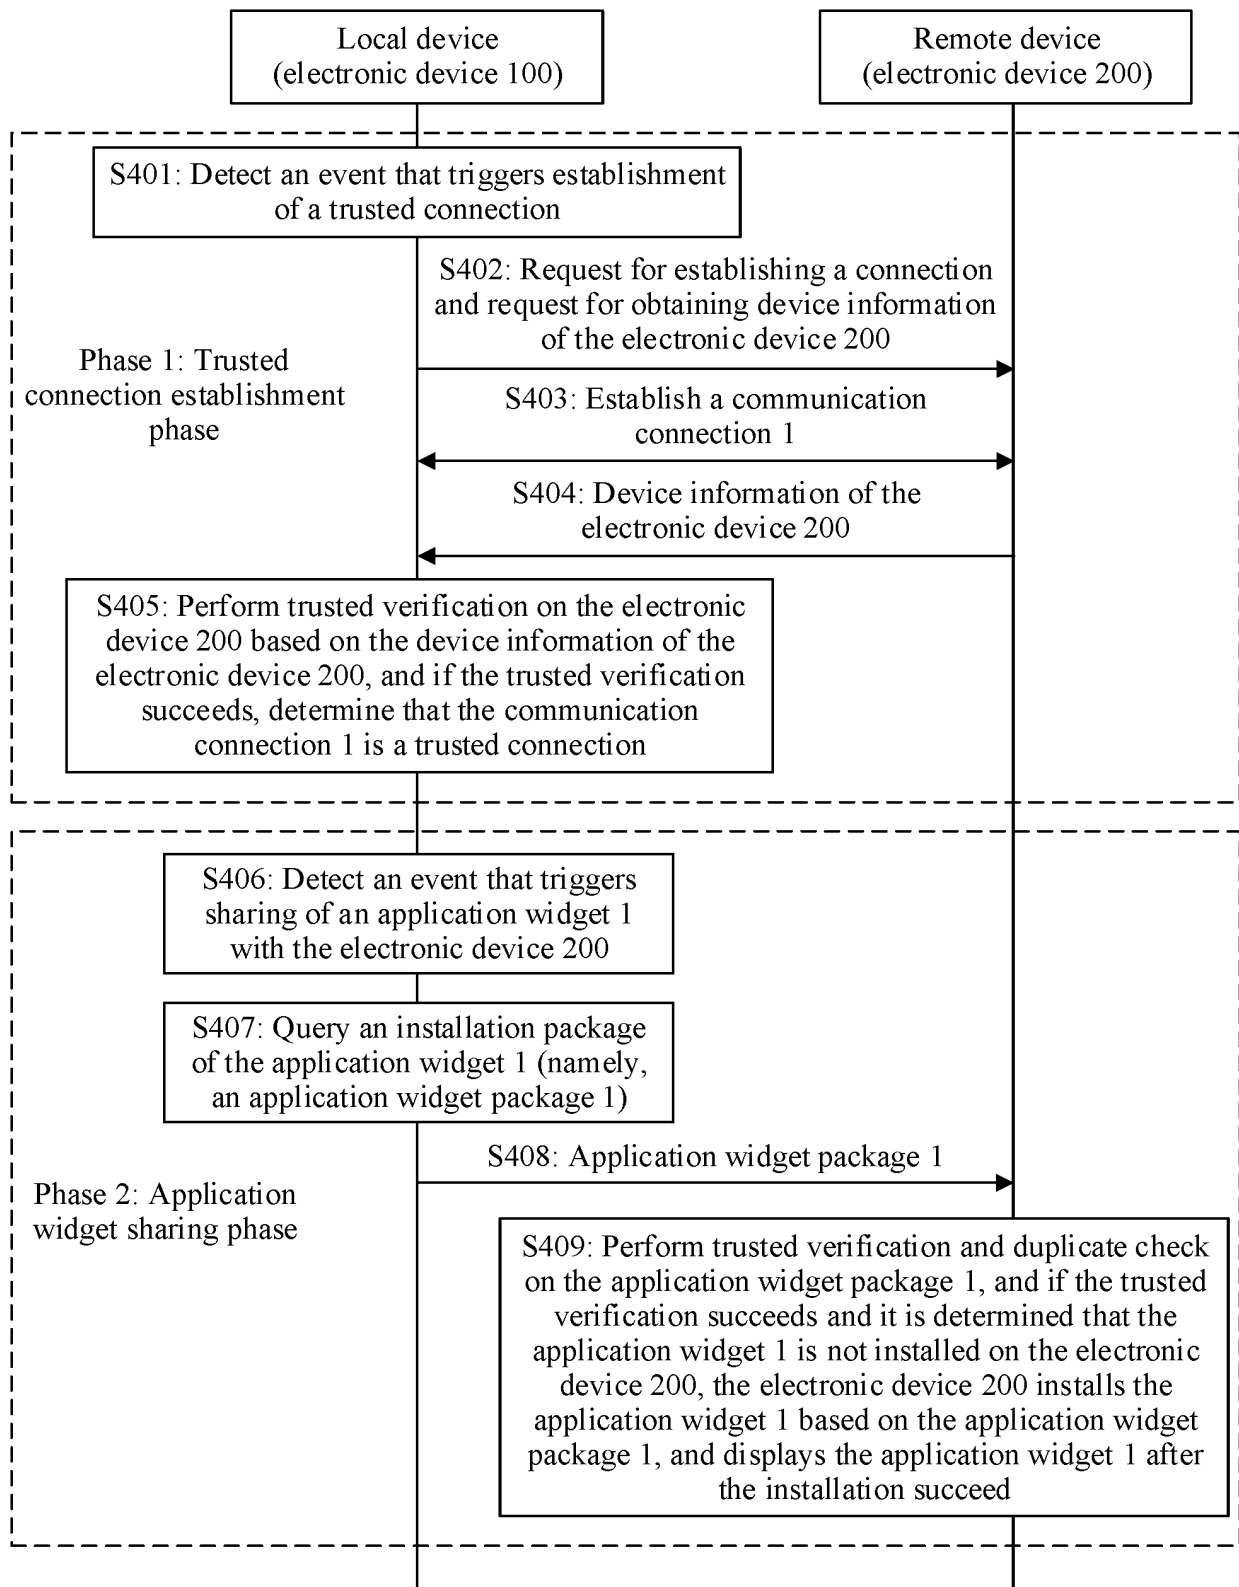 Local device
(electronic device 100)
Remote device
(electronic device 200)
S401: Detect an event that triggers establishment
of a trusted connection
S402: Request for establishing a connection
and request for obtaining device information
of the electronic device 200
Phase 1: Trusted
connection establishment
phase
S403: Establish a communication
connection 1
S404: Device information of the
electronic device 200
S405: Perform trusted verification on the electronic
device 200 based on the device information of the
electronic device 200, and if the trusted verification
succeeds, determine that the communication
connection 1 is a trusted connection
S406: Detect an event that triggers
sharing of an application widget 1
with the electronic device 200
S407: Query an installation package
of the application widget 1 (namely,
an application widget package 1)
S408: Application widget package 1
Phase 2: Application
widget sharing phase
S409: Perform trusted verification and duplicate check
on the application widget package 1, and if the trusted
verification succeeds and it is determined that the
application widget 1 is not installed on the electronic
device 200, the electronic device 200 installs the
application widget 1 based on the application widget
package 1, and displays the application widget 1 after
the installation succeed